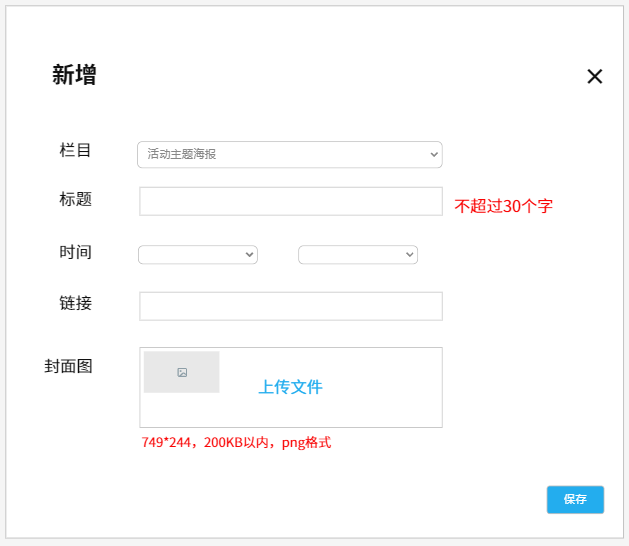 新增
栏目
活动主题海报
标题
不超过30个字
时间
链接
封面图
上传文件
749*244，200KB以内，png格式
保存